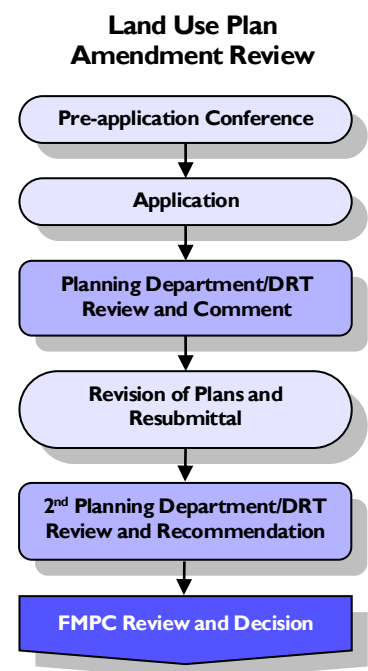 Land Use Plan
Amendment Review
Pre-application Conference
Application
Planning Department/DRT
Review and Comment
Revision of Plans and
Resubmittal
2nd Planning Department/DRT
Review and Recommendation
FMPC Review and Decision